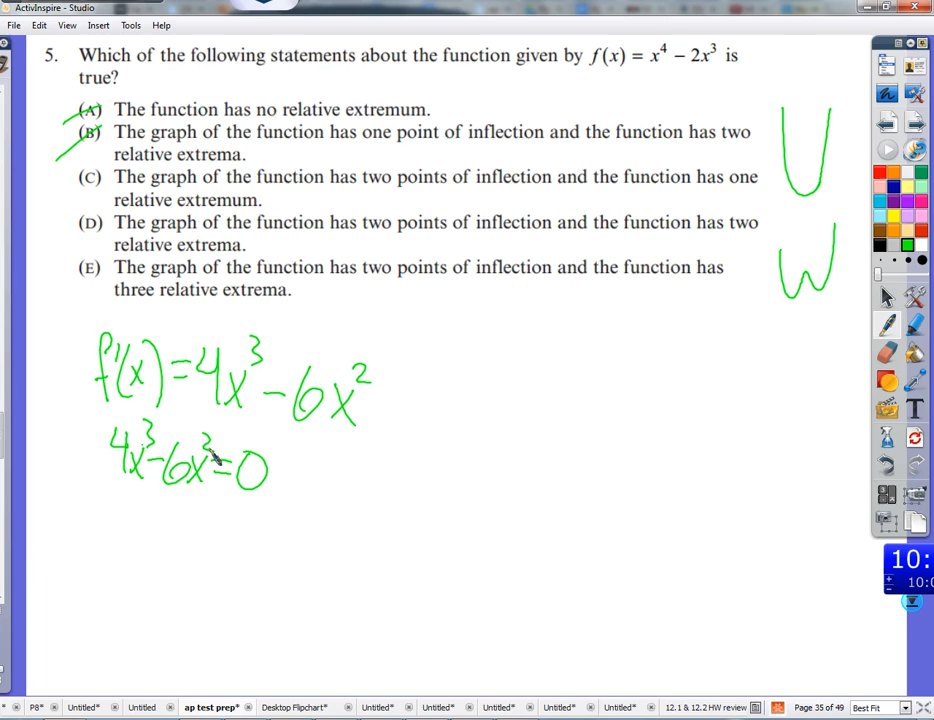 ActivInspire - Studio
File Edit View Insert Tools Help
5. Which of the following statements about the function given by f(x) = x⁴ − 2x³ is
true?
(A) The function has no relative extremum.
(B) The graph of the function has one point of inflection and the function has two
relative extrema.
(C) The graph of the function has two points of inflection and the function has one
relative extremum.
(D) The graph of the function has two points of inflection and the function has two
relative extrema.
(E) The graph of the function has two points of inflection and the function has
three relative extrema.
f'(x) = 4x³ − 6x²
4x³ − 6x² = 0
10:
P8* Untitled* Untitled ap test prep* Desktop Flipchart* Untitled* Untitled* Untitled* Untitled* Untitled* 12.1 & 12.2 HW review Page 35 of 49 Best Fit